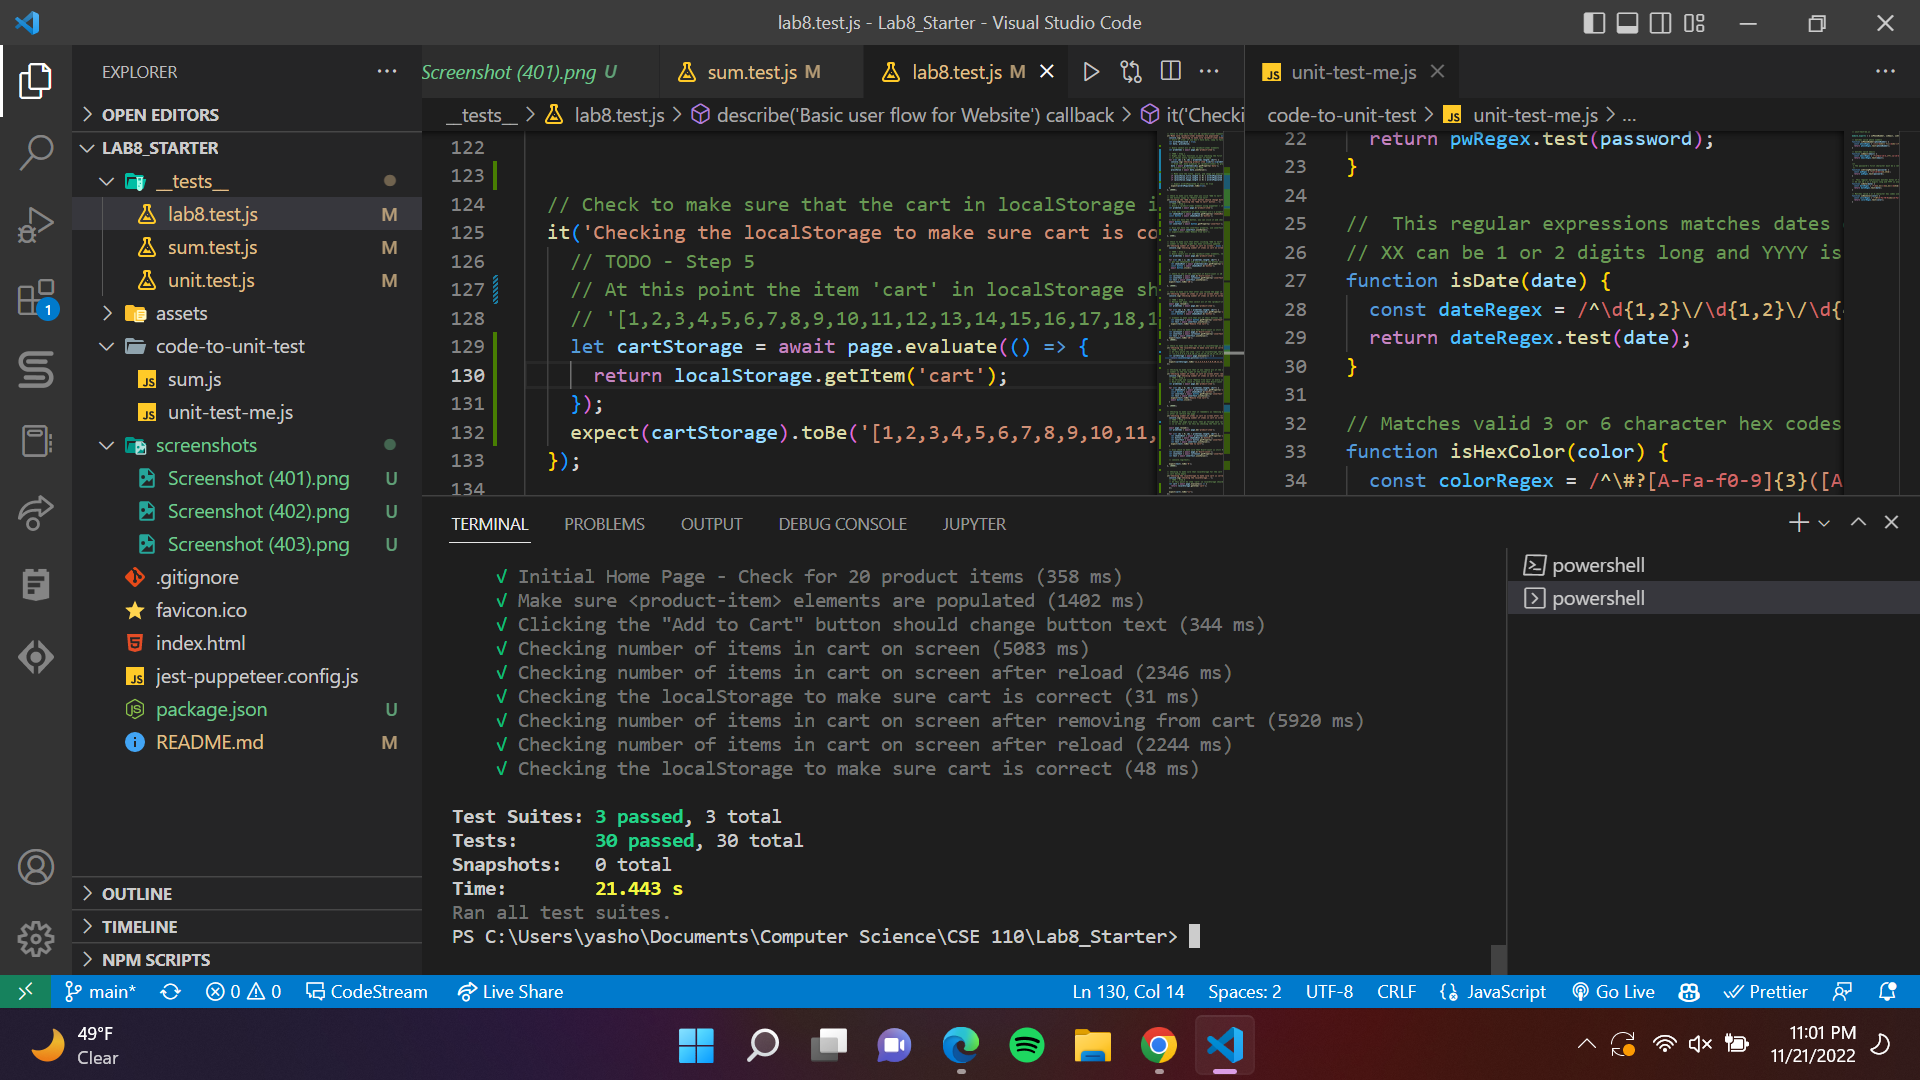 lab8.test.js - Lab8_Starter - Visual Studio Code
EXPLORER
OPEN EDITORS
LAB8_STARTER
__tests__
lab8.test.js M
sum.test.js M
unit.test.js M
assets
code-to-unit-test
sum.js
unit-test-me.js
screenshots
Screenshot (401).png U
Screenshot (402).png U
Screenshot (403).png U
.gitignore
favicon.ico
index.html
jest-puppeteer.config.js
package.json U
README.md M
OUTLINE
TIMELINE
NPM SCRIPTS
1
Screenshot (401).png U
sum.test.js M
lab8.test.js M
__tests__ > lab8.test.js > describe('Basic user flow for Website') callback > it('Checki
122
123
124 // Check to make sure that the cart in localStorage i
125 it('Checking the localStorage to make sure cart is co
126 // TODO - Step 5
127 // At this point the item 'cart' in localStorage sh
128 // '[1,2,3,4,5,6,7,8,9,10,11,12,13,14,15,16,17,18,1
129 let cartStorage = await page.evaluate(() => {
130 return localStorage.getItem('cart');
131 });
132 expect(cartStorage).toBe('[1,2,3,4,5,6,7,8,9,10,11,
133 });
134
unit-test-me.js
code-to-unit-test > unit-test-me.js > ...
22 return pwRegex.test(password);
23 }
24
25 //  This regular expressions matches dates
26 // XX can be 1 or 2 digits long and YYYY is
27 function isDate(date) {
28 const dateRegex = /^\d{1,2}\/\d{1,2}\/\d{
29 return dateRegex.test(date);
30 }
31
32 // Matches valid 3 or 6 character hex codes
33 function isHexColor(color) {
34 const colorRegex = /^\#?[A-Fa-f0-9]{3}([A
TERMINAL PROBLEMS OUTPUT DEBUG CONSOLE JUPYTER
√ Initial Home Page - Check for 20 product items (358 ms)
√ Make sure <product-item> elements are populated (1402 ms)
√ Clicking the "Add to Cart" button should change button text (344 ms)
√ Checking number of items in cart on screen (5083 ms)
√ Checking number of items in cart on screen after reload (2346 ms)
√ Checking the localStorage to make sure cart is correct (31 ms)
√ Checking number of items in cart on screen after removing from cart (5920 ms)
√ Checking number of items in cart on screen after reload (2244 ms)
√ Checking the localStorage to make sure cart is correct (48 ms)
Test Suites: 3 passed, 3 total
Tests: 30 passed, 30 total
Snapshots: 0 total
Time: 21.443 s
Ran all test suites.
PS C:\Users\yasho\Documents\Computer Science\CSE 110\Lab8_Starter>
powershell
powershell
main* 0 0 CodeStream Live Share
Ln 130, Col 14 Spaces: 2 UTF-8 CRLF JavaScript Go Live Prettier
49°F
Clear
11:01 PM
11/21/2022